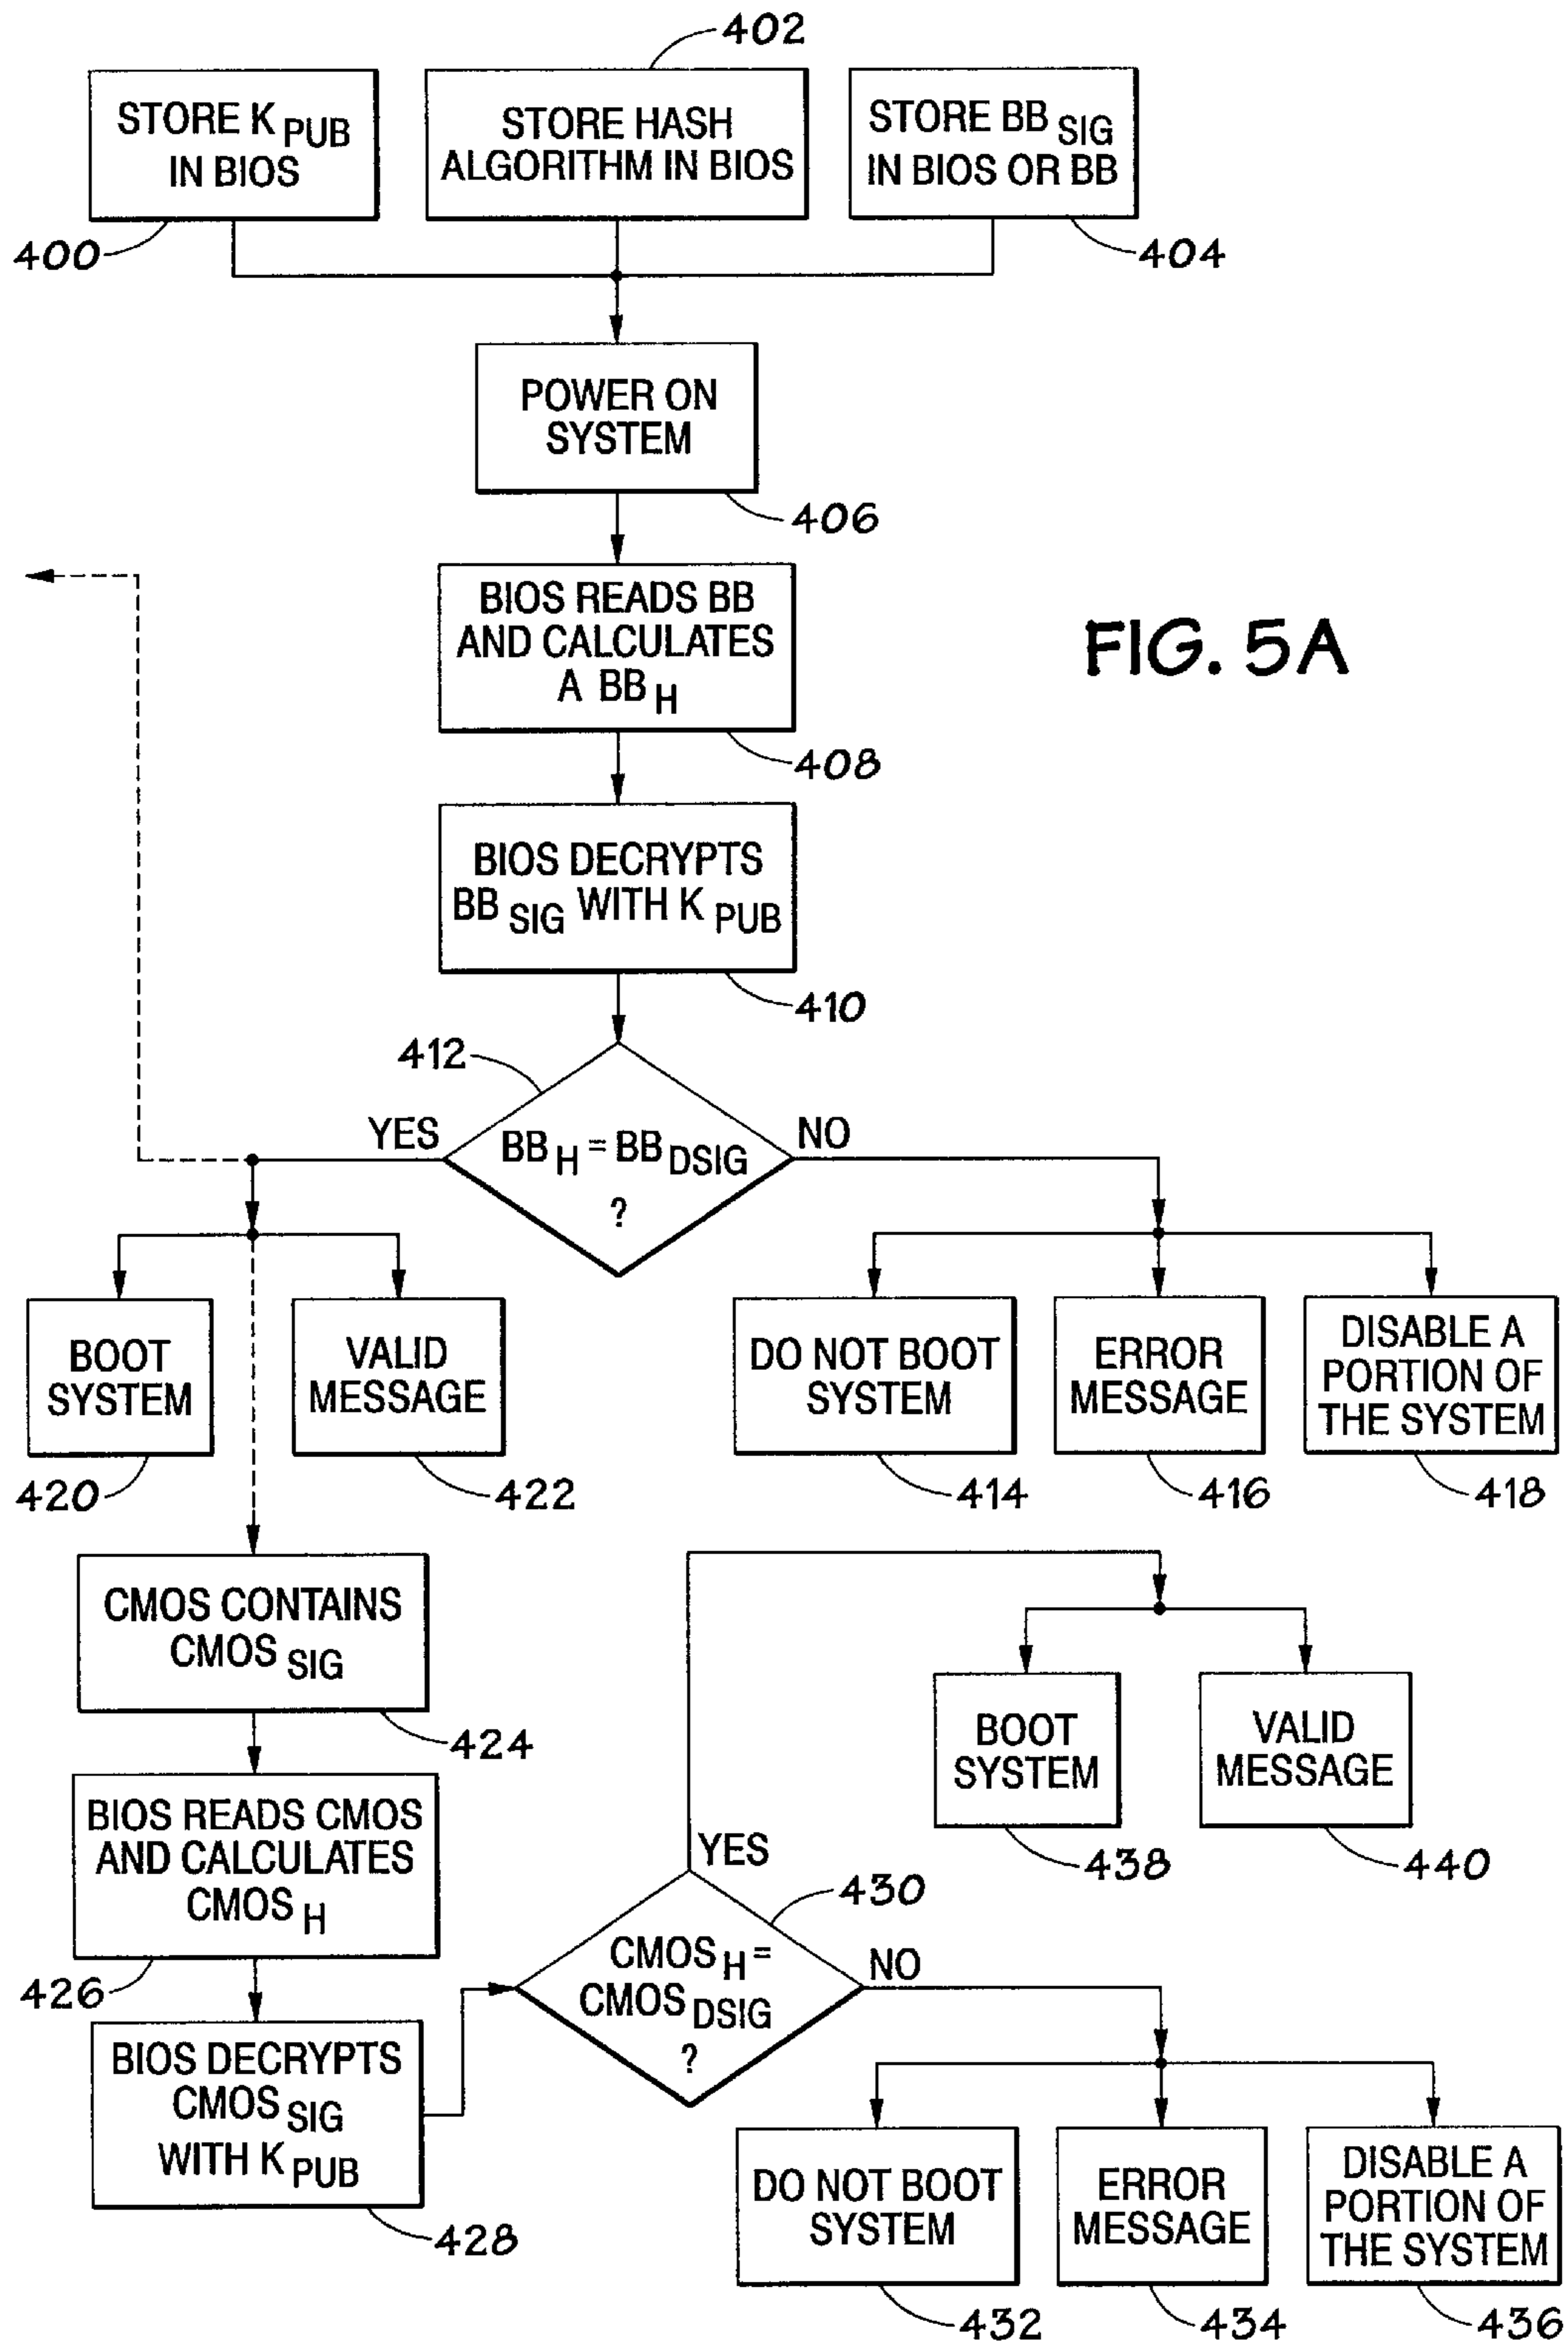 402
STORE K PUB
IN BIOS
STORE HASH
ALGORITHM IN BIOS
STORE BB SIG
IN BIOS OR BB
400
404
POWER ON
SYSTEM
406
BIOS READS BB
AND CALCULATES
A BB H
FIG. 5A
408
BIOS DECRYPTS
BB SIG WITH K PUB
410
412
YES
BB H = BB DSIG
?
NO
BOOT
SYSTEM
VALID
MESSAGE
DO NOT BOOT
SYSTEM
ERROR
MESSAGE
DISABLE A
PORTION OF
THE SYSTEM
420
422
414
416
418
CMOS CONTAINS
CMOS SIG
424
BOOT
SYSTEM
VALID
MESSAGE
438
440
BIOS READS CMOS
AND CALCULATES
CMOS H
426
YES
430
CMOS H =
CMOS DSIG
?
NO
BIOS DECRYPTS
CMOS SIG
WITH K PUB
428
DO NOT BOOT
SYSTEM
ERROR
MESSAGE
DISABLE A
PORTION OF
THE SYSTEM
432
434
436